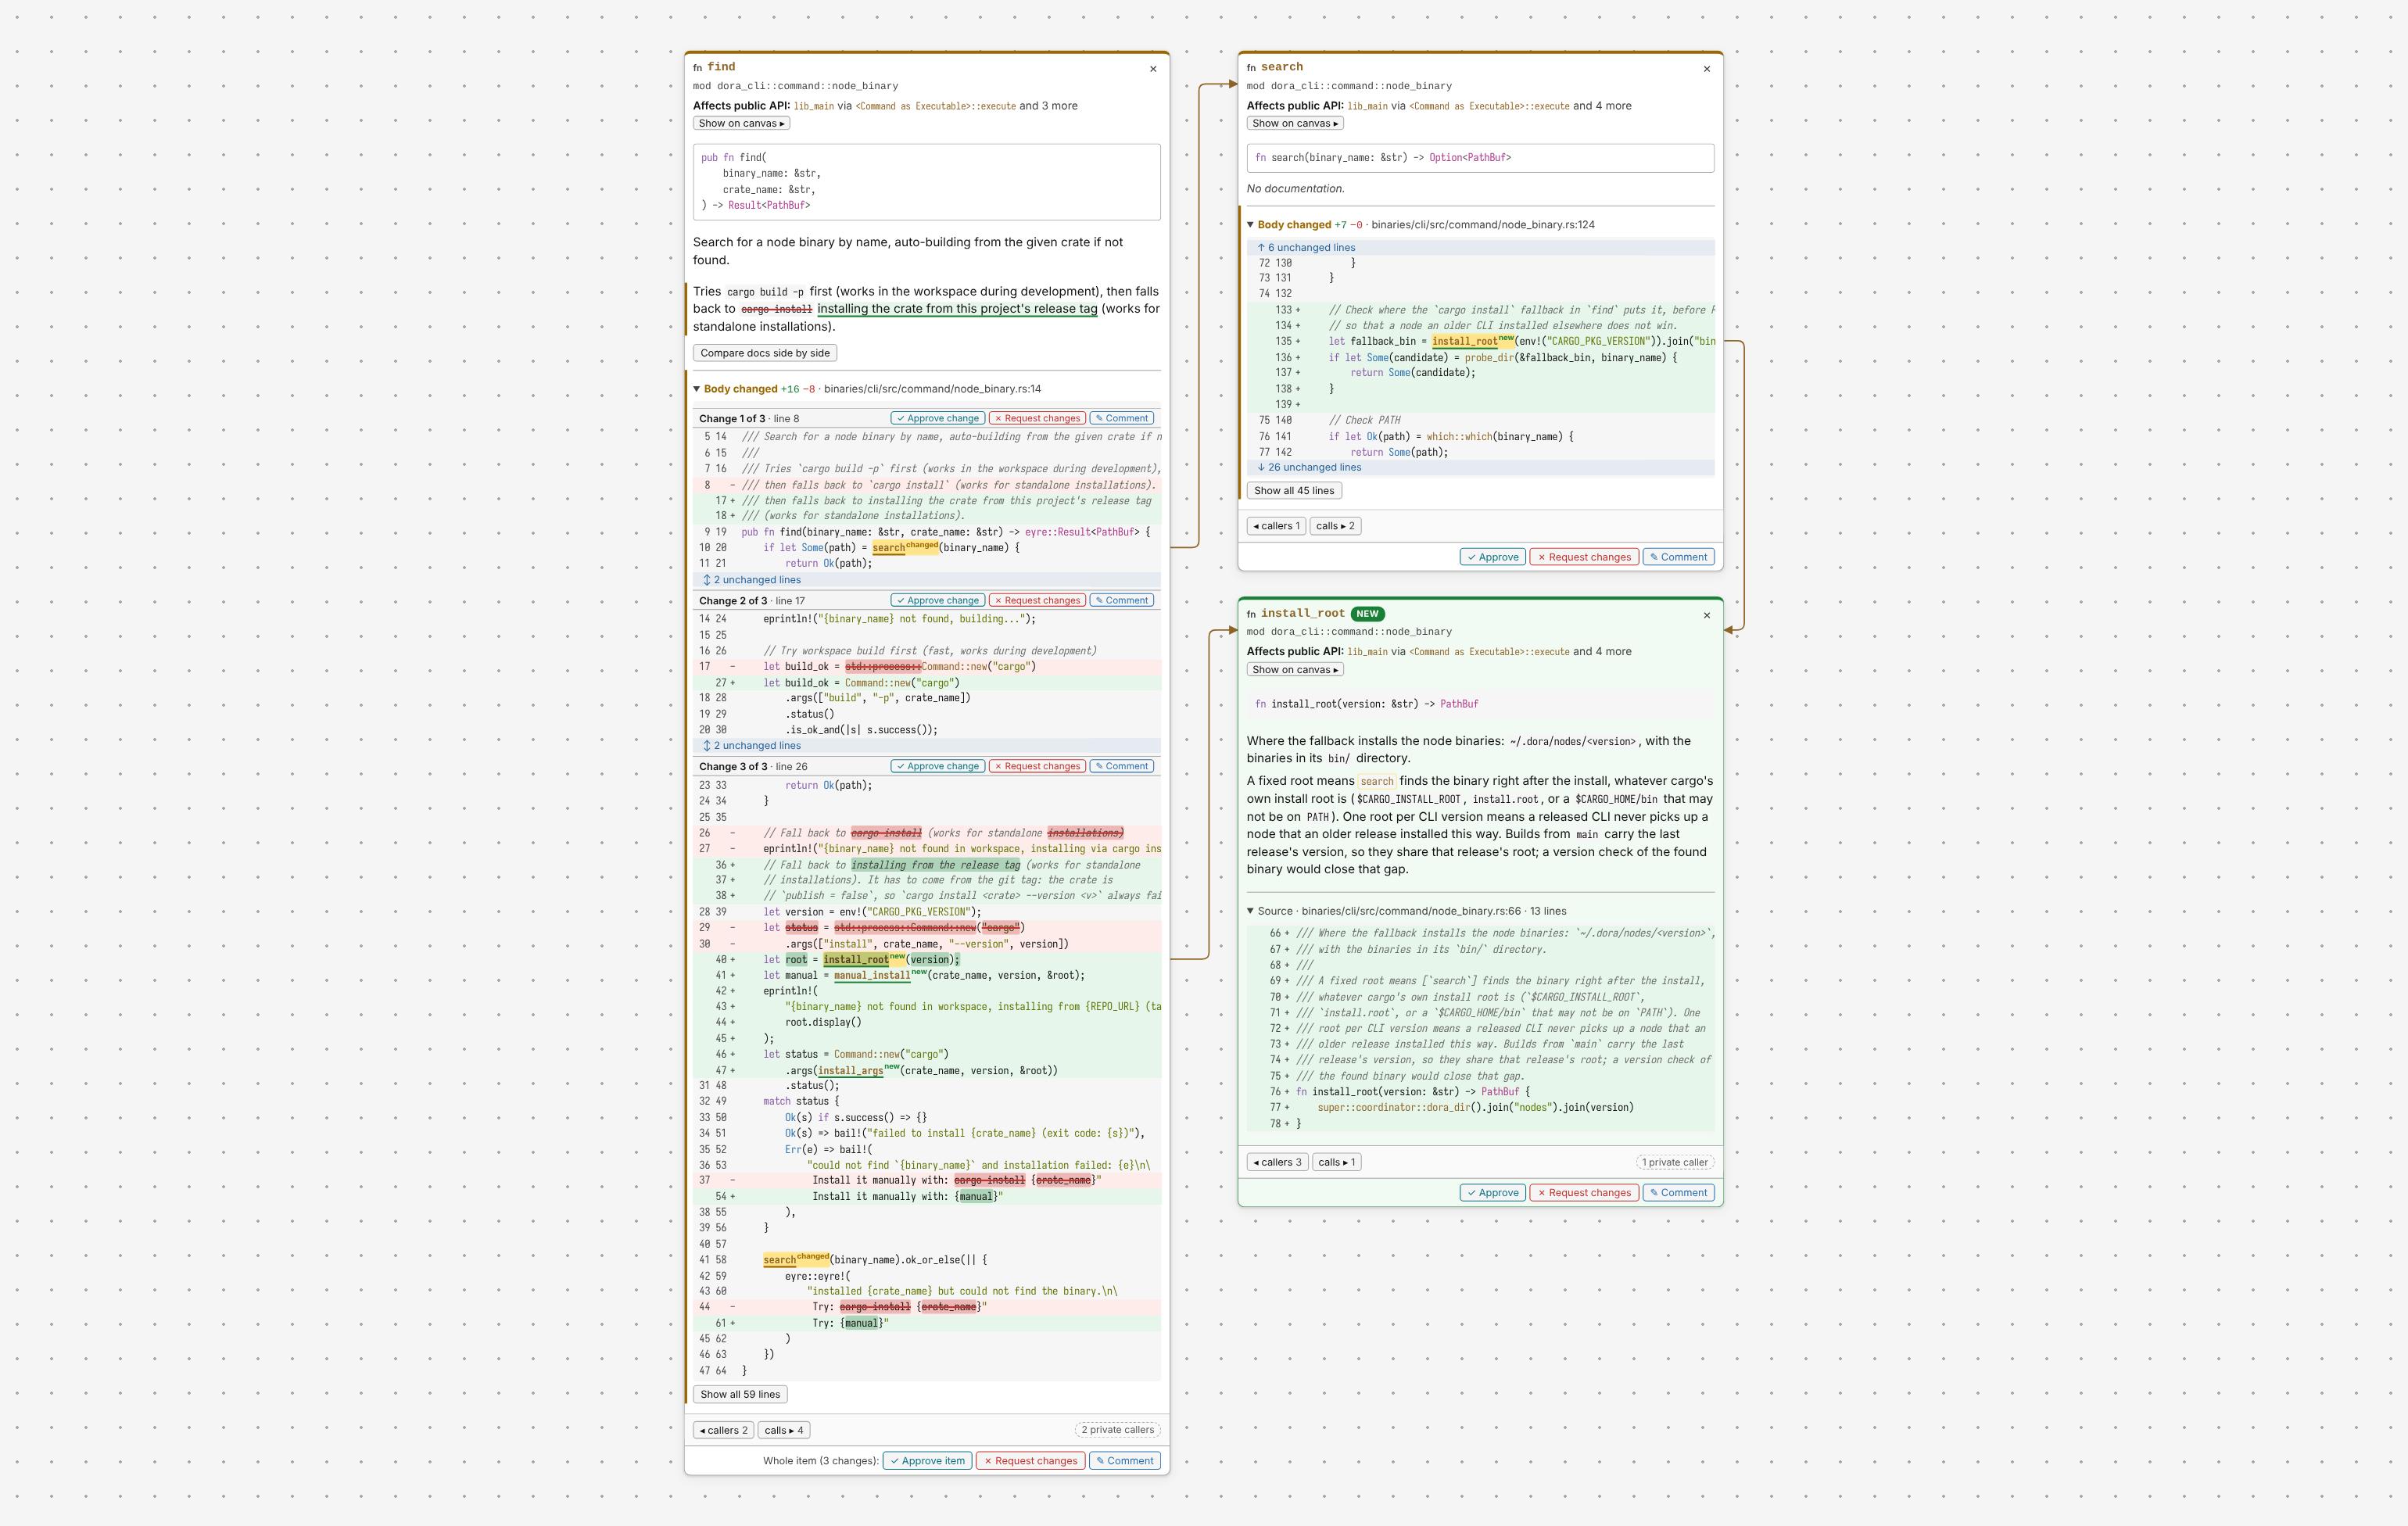 fn find ×
mod dora_cli::command::node_binary
Affects public API: lib_main via <Command as Executable>::execute and 3 more
Show on canvas ▸
pub fn find(
    binary_name: &str,
    crate_name: &str,
) -> Result<PathBuf>
Search for a node binary by name, auto-building from the given crate if not
found.
Tries cargo build -p first (works in the workspace during development), then falls
back to cargo install installing the crate from this project's release tag (works for
standalone installations).
Compare docs side by side
▼ Body changed +16 −8 · binaries/cli/src/command/node_binary.rs:14
Change 1 of 3 · line 8 ✓ Approve change × Request changes ✎ Comment
5 14 /// Search for a node binary by name, auto-building from the given crate if n
6 15 ///
7 16 /// Tries `cargo build -p` first (works in the workspace during development),
8 − /// then falls back to `cargo install` (works for standalone installations).
17 + /// then falls back to installing the crate from this project's release tag
18 + /// (works for standalone installations).
9 19 pub fn find(binary_name: &str, crate_name: &str) -> eyre::Result<PathBuf> {
10 20     if let Some(path) = search changed (binary_name) {
11 21         return Ok(path);
↕ 2 unchanged lines
Change 2 of 3 · line 17 ✓ Approve change × Request changes ✎ Comment
14 24     eprintln!("{binary_name} not found, building...");
15 25
16 26     // Try workspace build first (fast, works during development)
17 −     let build_ok = std::process::Command::new("cargo")
27 +     let build_ok = Command::new("cargo")
18 28         .args(["build", "-p", crate_name])
19 29         .status()
20 30         .is_ok_and(|s| s.success());
↕ 2 unchanged lines
Change 3 of 3 · line 26 ✓ Approve change × Request changes ✎ Comment
23 33         return Ok(path);
24 34     }
25 35
26 −     // Fall back to cargo install (works for standalone installations)
27 −     eprintln!("{binary_name} not found in workspace, installing via cargo ins
36 +     // Fall back to installing from the release tag (works for standalone
37 +     // installations). It has to come from the git tag: the crate is
38 +     // `publish = false`, so `cargo install <crate> --version <v>` always fai
28 39     let version = env!("CARGO_PKG_VERSION");
29 −     let status = std::process::Command::new("cargo")
30 −         .args(["install", crate_name, "--version", version])
40 +     let root = install_root new (version);
41 +     let manual = manual_install new (crate_name, version, &root);
42 +     eprintln!(
43 +         "{binary_name} not found in workspace, installing from {REPO_URL} (ta
44 +         root.display()
45 +     );
46 +     let status = Command::new("cargo")
47 +         .args(install_args new (crate_name, version, &root))
31 48         .status();
32 49     match status {
33 50         Ok(s) if s.success() => {}
34 51         Ok(s) => bail!("failed to install {crate_name} (exit code: {s})"),
35 52         Err(e) => bail!(
36 53             "could not find `{binary_name}` and installation failed: {e}\n\
37 −              Install it manually with: cargo install {crate_name}"
54 +              Install it manually with: {manual}"
38 55         ),
39 56     }
40 57
41 58     search changed (binary_name).ok_or_else(|| {
42 59         eyre::eyre!(
43 60             "installed {crate_name} but could not find the binary.\n\
44 −              Try: cargo install {crate_name}"
61 +              Try: {manual}"
45 62         )
46 63     })
47 64 }
Show all 59 lines
◂ callers 2 calls ▸ 4 2 private callers
Whole item (3 changes): ✓ Approve item × Request changes ✎ Comment
fn search ×
mod dora_cli::command::node_binary
Affects public API: lib_main via <Command as Executable>::execute and 4 more
Show on canvas ▸
fn search(binary_name: &str) -> Option<PathBuf>
No documentation.
▼ Body changed +7 −0 · binaries/cli/src/command/node_binary.rs:124
↑ 6 unchanged lines
72 130         }
73 131     }
74 132
133 +     // Check where the `cargo install` fallback in `find` puts it, before P
134 +     // so that a node an older CLI installed elsewhere does not win.
135 +     let fallback_bin = install_root new (env!("CARGO_PKG_VERSION")).join("bin
136 +     if let Some(candidate) = probe_dir(&fallback_bin, binary_name) {
137 +         return Some(candidate);
138 +     }
139 +
75 140     // Check PATH
76 141     if let Ok(path) = which::which(binary_name) {
77 142         return Some(path);
↓ 26 unchanged lines
Show all 45 lines
◂ callers 1 calls ▸ 2
✓ Approve × Request changes ✎ Comment
fn install_root NEW ×
mod dora_cli::command::node_binary
Affects public API: lib_main via <Command as Executable>::execute and 4 more
Show on canvas ▸
fn install_root(version: &str) -> PathBuf
Where the fallback installs the node binaries: ~/.dora/nodes/<version>, with the
binaries in its bin/ directory.
A fixed root means search finds the binary right after the install, whatever cargo's
own install root is ($CARGO_INSTALL_ROOT, install.root, or a $CARGO_HOME/bin that may
not be on PATH). One root per CLI version means a released CLI never picks up a
node that an older release installed this way. Builds from main carry the last
release's version, so they share that release's root; a version check of the found
binary would close that gap.
▼ Source · binaries/cli/src/command/node_binary.rs:66 · 13 lines
66 + /// Where the fallback installs the node binaries: `~/.dora/nodes/<version>`,
67 + /// with the binaries in its `bin/` directory.
68 + ///
69 + /// A fixed root means [`search`] finds the binary right after the install,
70 + /// whatever cargo's own install root is (`$CARGO_INSTALL_ROOT`,
71 + /// `install.root`, or a `$CARGO_HOME/bin` that may not be on `PATH`). One
72 + /// root per CLI version means a released CLI never picks up a node that an
73 + /// older release installed this way. Builds from `main` carry the last
74 + /// release's version, so they share that release's root; a version check of
75 + /// the found binary would close that gap.
76 + fn install_root(version: &str) -> PathBuf {
77 +     super::coordinator::dora_dir().join("nodes").join(version)
78 + }
◂ callers 3 calls ▸ 1 1 private caller
✓ Approve × Request changes ✎ Comment